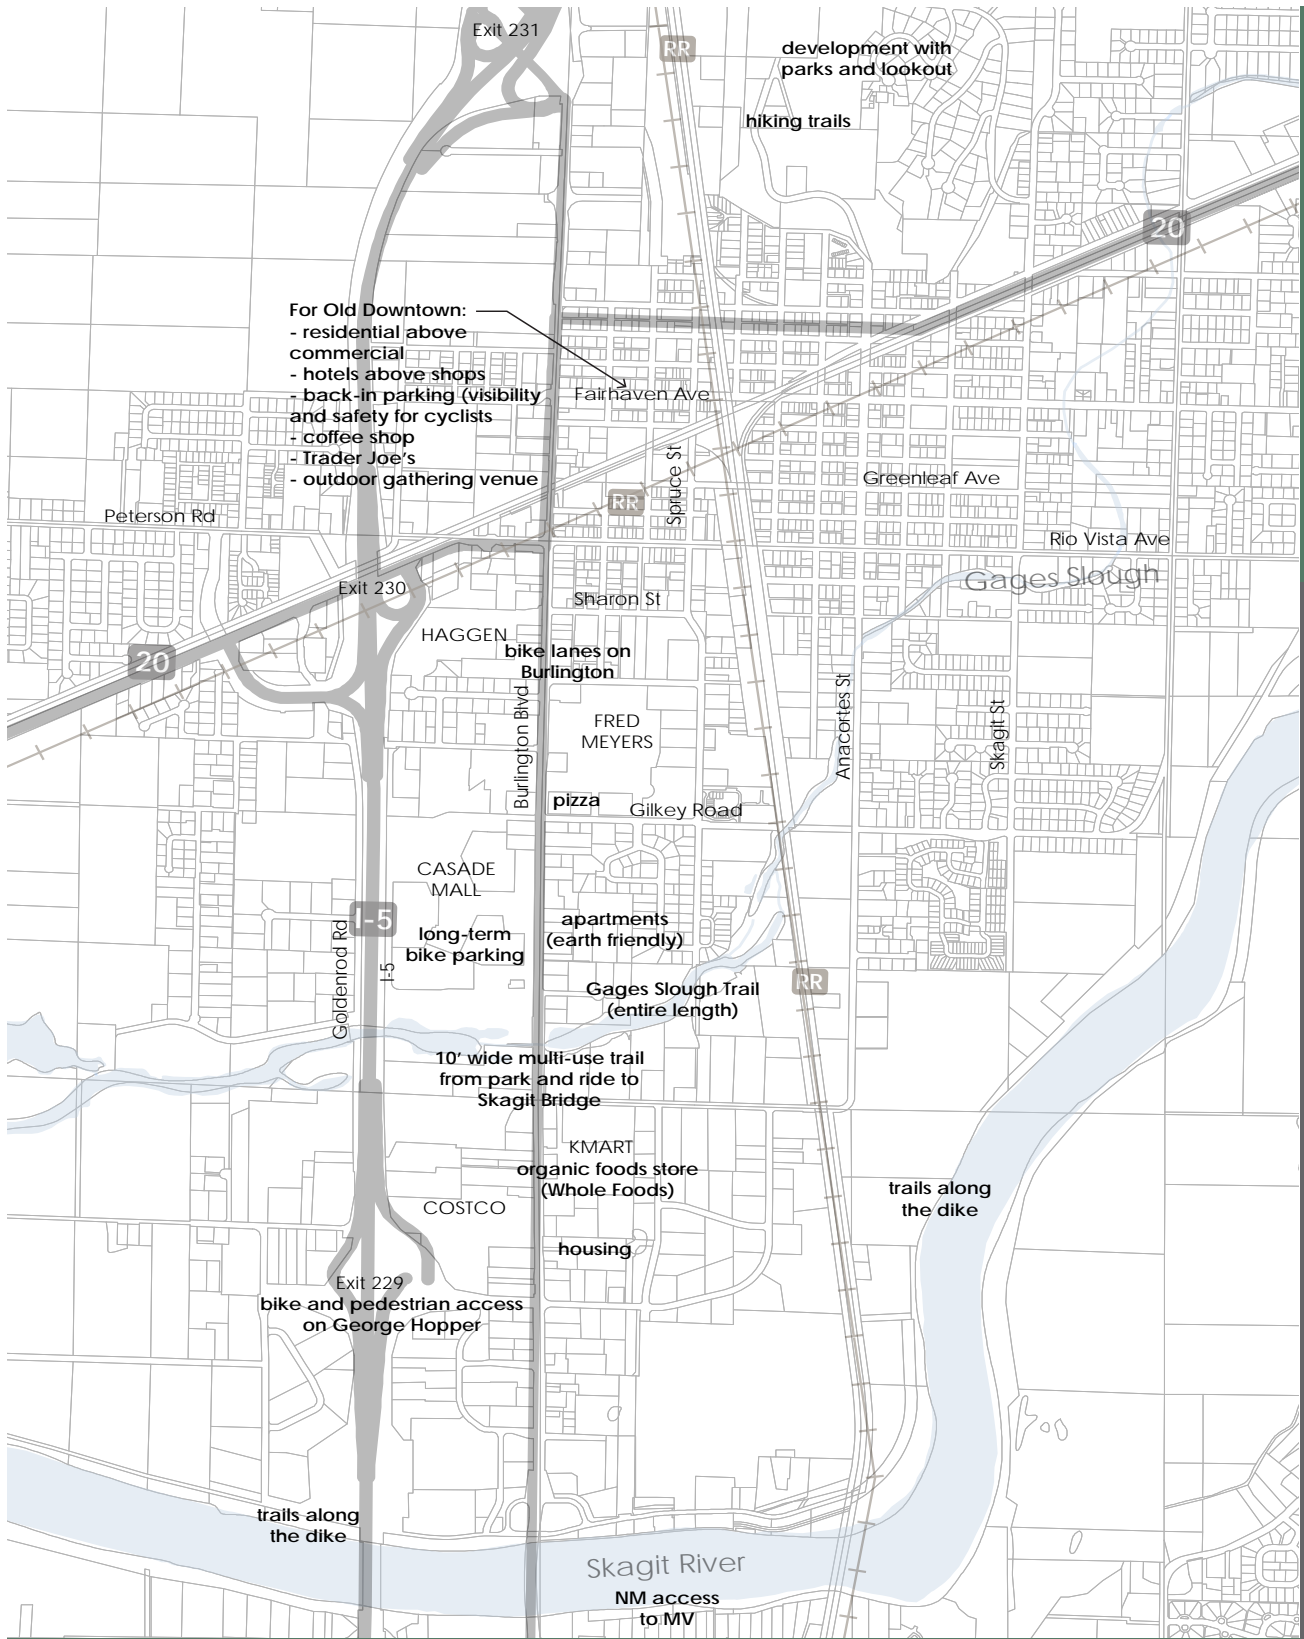 Exit 231
RR
development with
parks and lookout
hiking trails
20
For Old Downtown:
- residential above
commercial
- hotels above shops
- back-in parking (visibility
and safety for cyclists
- coffee shop
- Trader Joe's
- outdoor gathering venue
Fairhaven Ave
Spruce St
Greenleaf Ave
RR
Peterson Rd
Rio Vista Ave
Gages Slough
Exit 230
Sharon St
HAGGEN
bike lanes on
Burlington
20
Burlington Blvd
FRED
MEYERS
Anacortes St
Skagit St
pizza
Gilkey Road
CASADE
MALL
I-5
apartments
(earth friendly)
long-term
bike parking
Goldenrod Rd
I-5
RR
Gages Slough Trail
(entire length)
10' wide multi-use trail
from park and ride to
Skagit Bridge
KMART
organic foods store
(Whole Foods)
trails along
the dike
COSTCO
housing
Exit 229
bike and pedestrian access
on George Hopper
trails along
the dike
Skagit River
NM access
to MV